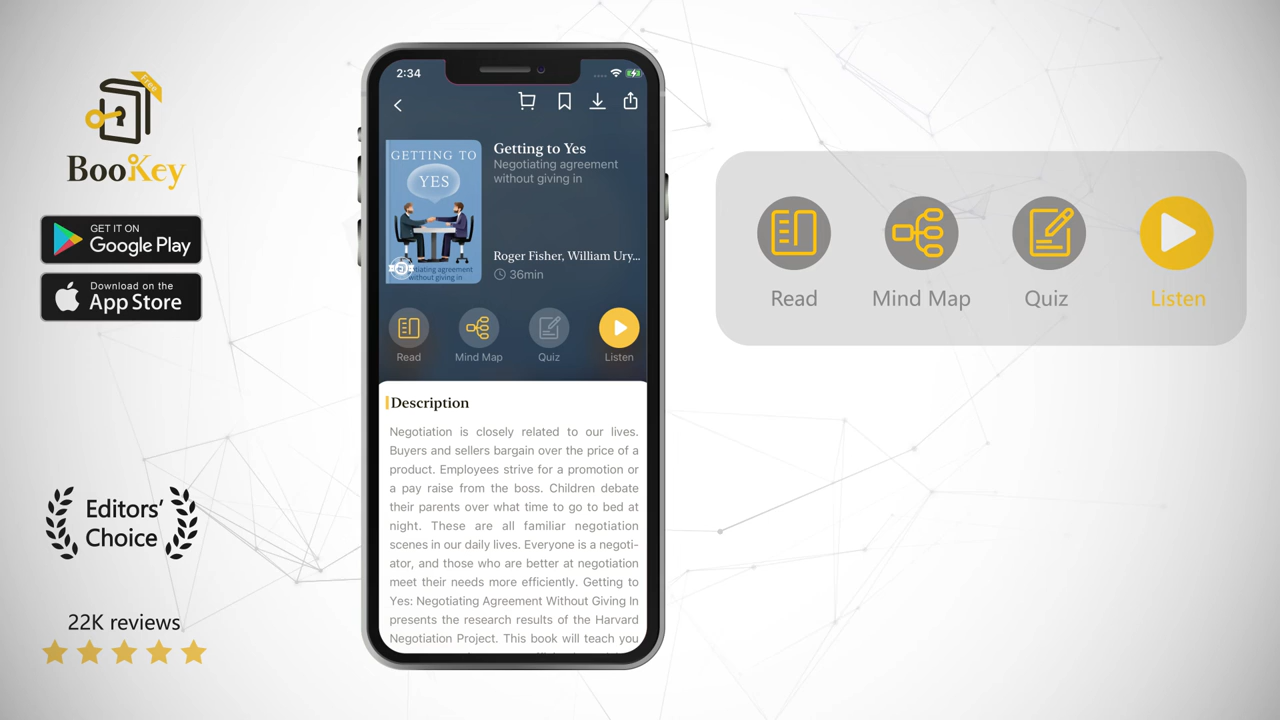 Free
BooKey
GET IT ON
Google Play
Download on the
App Store
Editors'
Choice
22K reviews
2:34
GETTING TO
YES
negotiating agreement
without giving in
Getting to Yes
Negotiating agreement
without giving in
Roger Fisher, William Ury...
36min
Read
Mind Map
Quiz
Listen
Description
Negotiation is closely related to our lives.
Buyers and sellers bargain over the price of a
product. Employees strive for a promotion or
a pay raise from the boss. Children debate
their parents over what time to go to bed at
night. These are all familiar negotiation
scenes in our daily lives. Everyone is a negoti-
ator, and those who are better at negotiation
meet their needs more efficiently. Getting to
Yes: Negotiating Agreement Without Giving In
presents the research results of the Harvard
Negotiation Project. This book will teach you
Read
Mind Map
Quiz
Listen